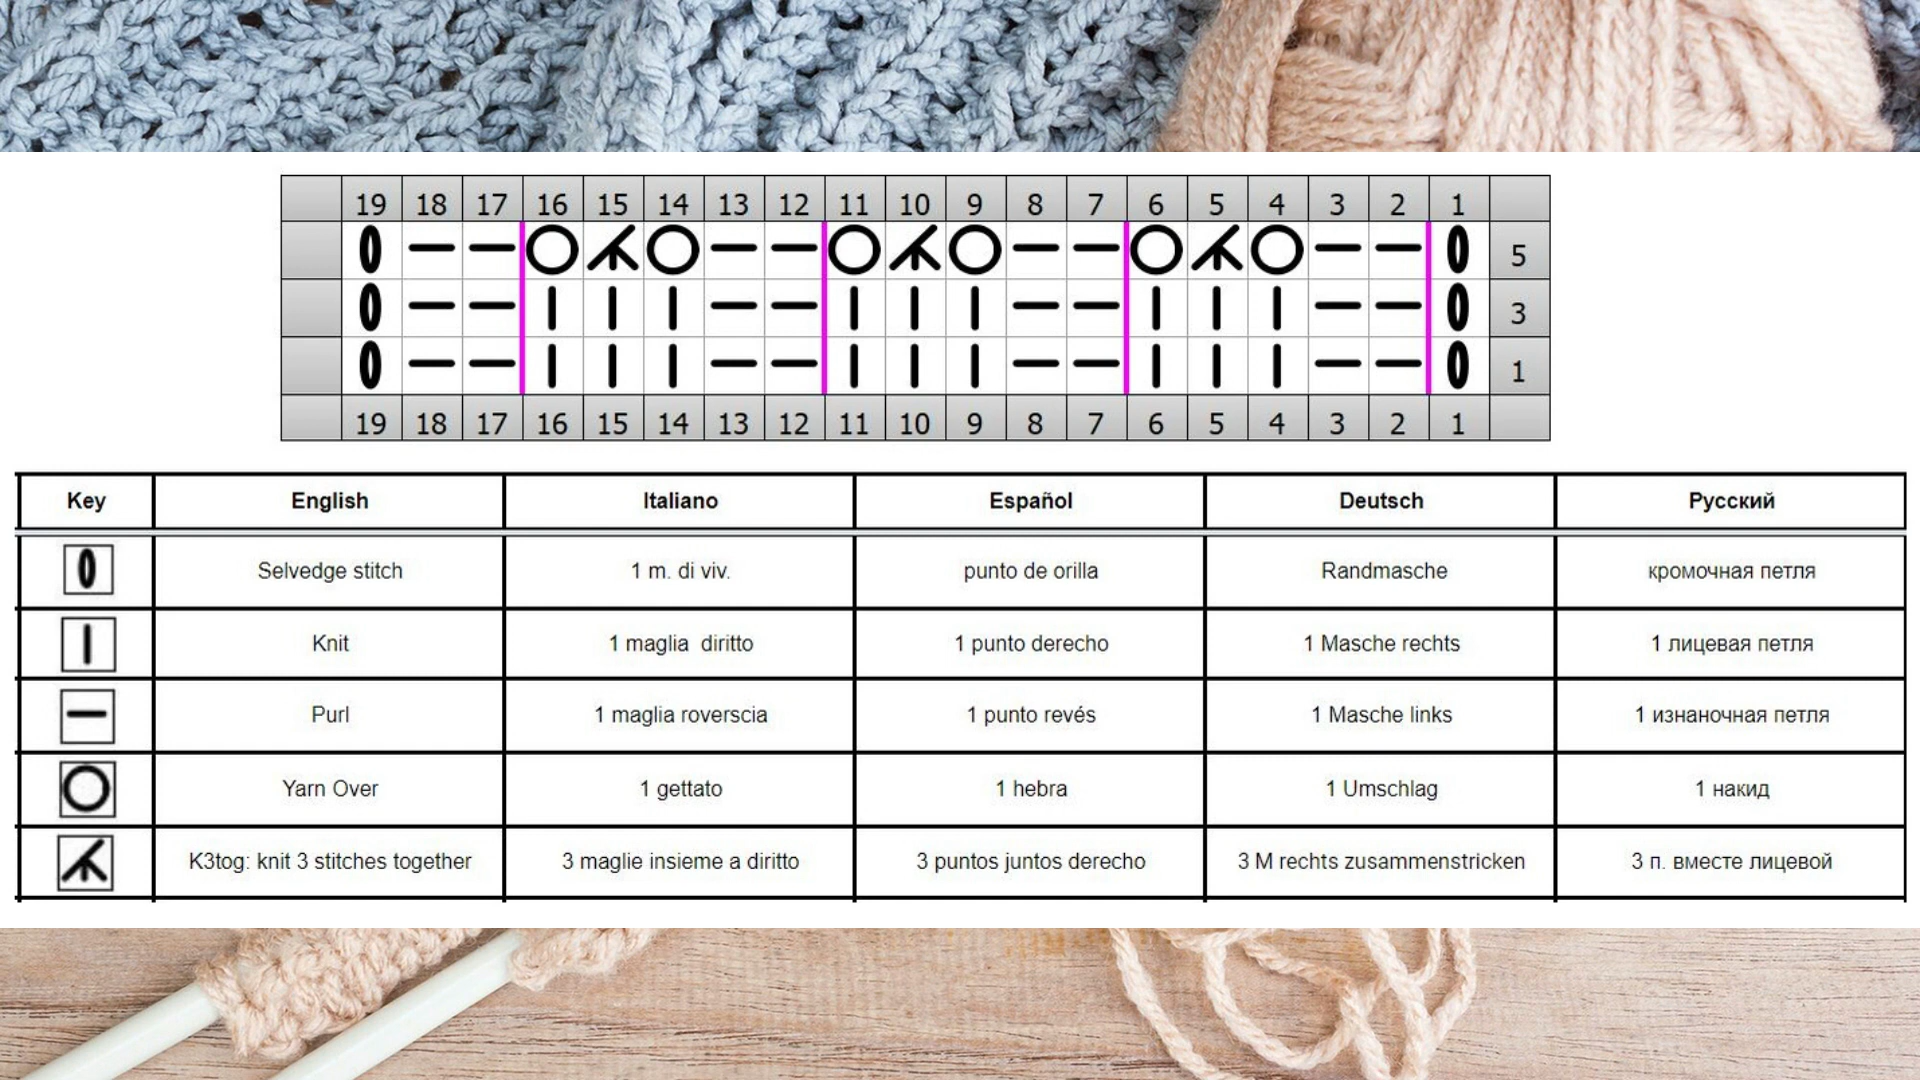 19 18 17 16 15 14 13 12 11 10 9 8 7 6 5 4 3 2 1
5
3
1
19 18 17 16 15 14 13 12 11 10 9 8 7 6 5 4 3 2 1
Key English Italiano Español Deutsch Русский
Selvedge stitch 1 m. di viv. punto de orilla Randmasche кромочная петля
Knit 1 maglia diritto 1 punto derecho 1 Masche rechts 1 лицевая петля
Purl 1 maglia roverscia 1 punto revés 1 Masche links 1 изнаночная петля
Yarn Over 1 gettato 1 hebra 1 Umschlag 1 накид
K3tog: knit 3 stitches together 3 maglie insieme a diritto 3 puntos juntos derecho 3 M rechts zusammenstricken 3 п. вместе лицевой